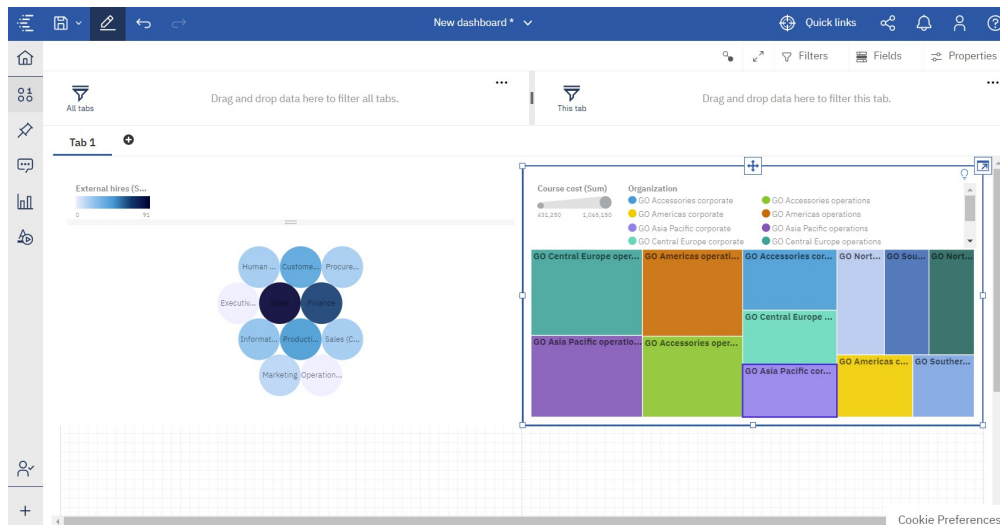 New dashboard *
Quick links
Filters
Fields
Properties
All tabs
Drag and drop data here to filter all tabs.
...
This tab
Drag and drop data here to filter this tab.
...
Tab 1
External hires (S...
0
91
Human ...
Custome...
Procure...
Executiv...
Sales
Finance
Informat...
Producti...
Sales (C...
Marketing
Operation...
Course cost (Sum)
431,290
1,065,150
Organization
GO Accessories corporate
GO Accessories operations
GO Americas corporate
GO Americas operations
GO Asia Pacific corporate
GO Asia Pacific operations
GO Central Europe corporate
GO Central Europe operations
GO Central Europe oper...
GO Americas operati...
GO Accessories cor...
GO Nort...
GO Sou...
GO Nort...
GO Central Europe ...
GO Asia Pacific operatio...
GO Accessories oper...
GO Americas c...
GO Souther...
GO Asia Pacific cor...
Cookie Preferences